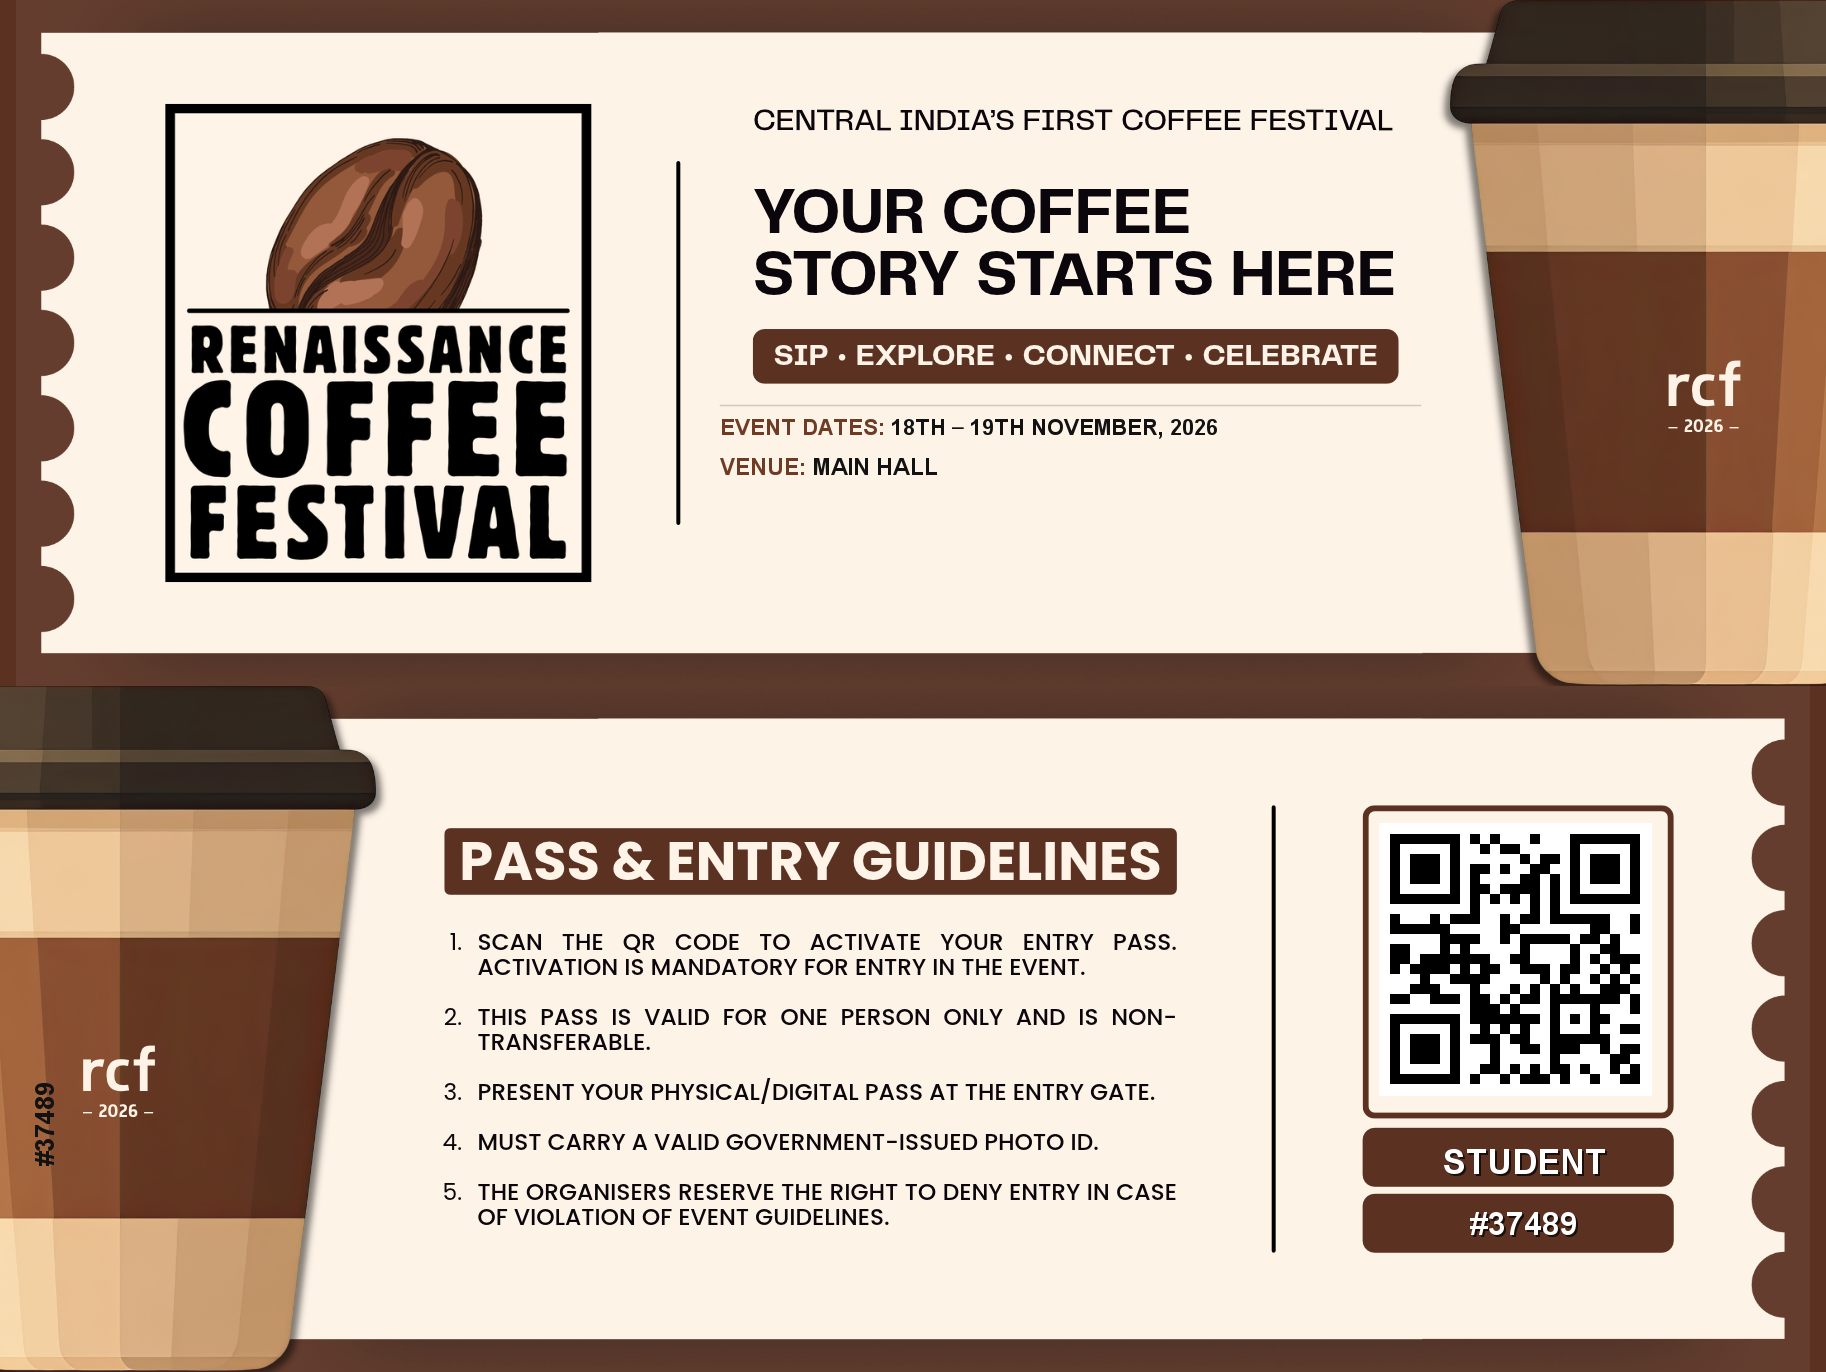 CENTRAL INDIA'S FIRST COFFEE FESTIVAL
YOUR COFFEE
STORY STARTS HERE
SIP • EXPLORE • CONNECT • CELEBRATE
EVENT DATES: 18TH – 19TH NOVEMBER, 2026
VENUE: MAIN HALL
RENAISSANCE
COFFEE
FESTIVAL
rcf
– 2026 –
PASS & ENTRY GUIDELINES
1. SCAN THE QR CODE TO ACTIVATE YOUR ENTRY PASS.
ACTIVATION IS MANDATORY FOR ENTRY IN THE EVENT.
2. THIS PASS IS VALID FOR ONE PERSON ONLY AND IS NON-
TRANSFERABLE.
3. PRESENT YOUR PHYSICAL/DIGITAL PASS AT THE ENTRY GATE.
4. MUST CARRY A VALID GOVERNMENT-ISSUED PHOTO ID.
5. THE ORGANISERS RESERVE THE RIGHT TO DENY ENTRY IN CASE
OF VIOLATION OF EVENT GUIDELINES.
rcf
– 2026 –
#37489
STUDENT
#37489